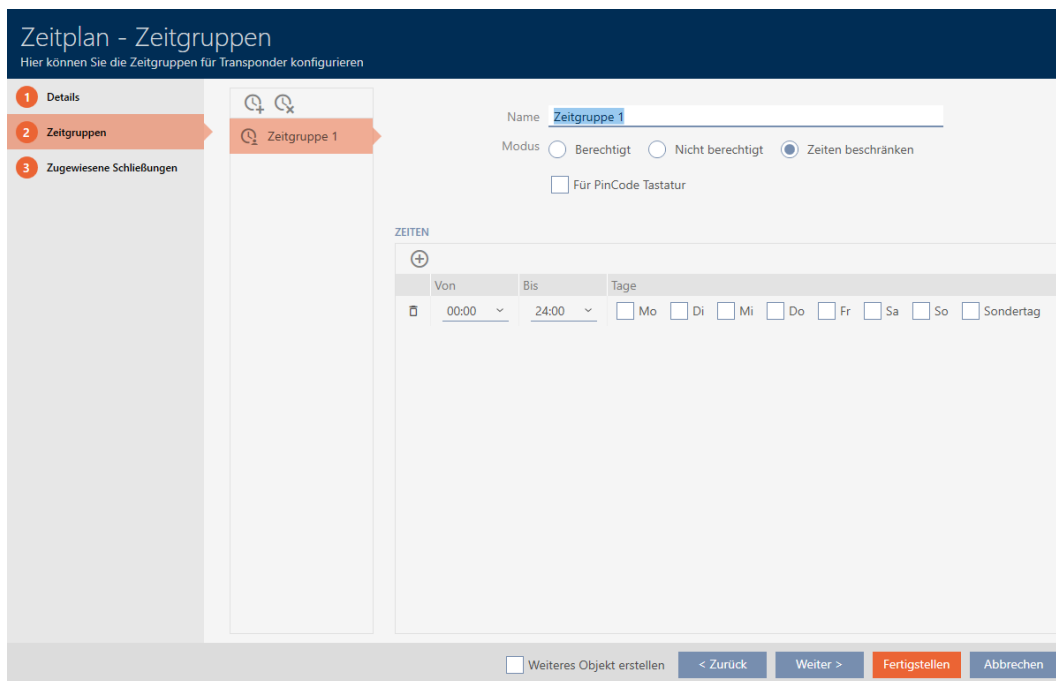 Zeitplan - Zeitgruppen
Hier können Sie die Zeitgruppen für Transponder konfigurieren
1 Details
2 Zeitgruppen
3 Zugewiesene Schließungen
Zeitgruppe 1
Name Zeitgruppe 1
Modus Berechtigt Nicht berechtigt Zeiten beschränken
Für PinCode Tastatur
ZEITEN
Von Bis Tage
00:00 24:00 Mo Di Mi Do Fr Sa So Sondertag
Weiteres Objekt erstellen < Zurück Weiter > Fertigstellen Abbrechen